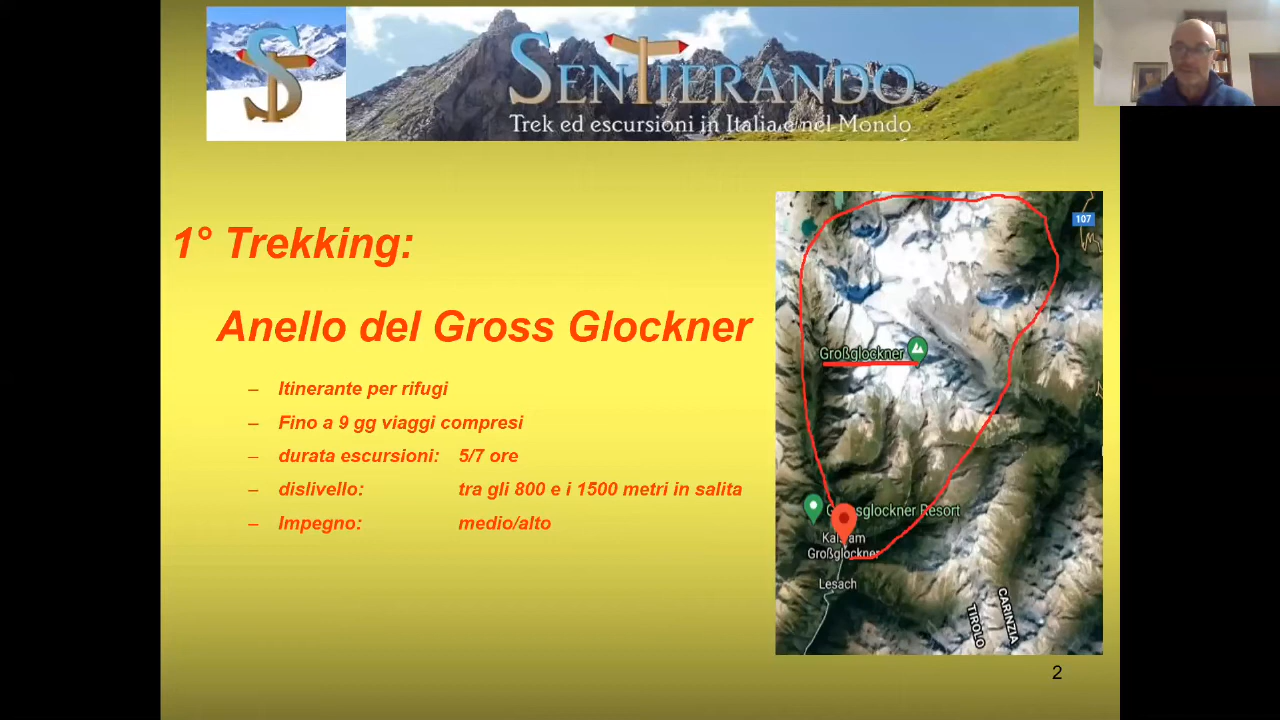 S
SENTIERANDO
Trek ed escursioni in Italia e nel Mondo
1° Trekking:
Anello del Gross Glockner
– Itinerante per rifugi
– Fino a 9 gg viaggi compresi
– durata escursioni: 5/7 ore
– dislivello: tra gli 800 e i 1500 metri in salita
– Impegno: medio/alto
107
Großglockner
Grossglockner Resort
Kals am
Großglockner
Lesach
TIROLO
CARINZIA
2